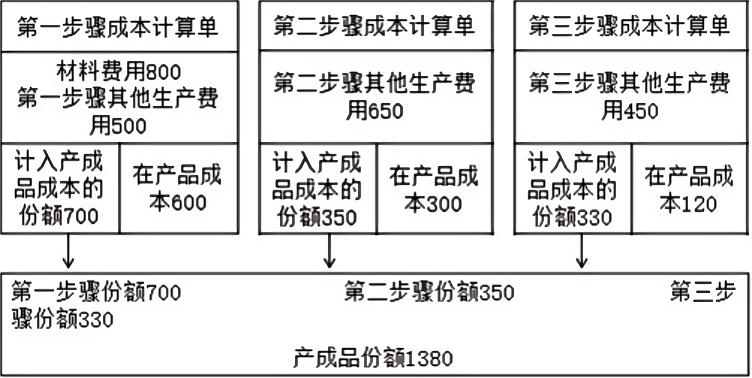 第一步骤成本计算单
材料费用800
第一步骤其他生产费
用500
计入产成
品成本的
份额700
在产品成
本600
第二步骤成本计算单
第二步骤其他生产费
用650
计入产成
品成本的
份额350
在产品成
本300
第三步骤成本计算单
第三步骤其他生产费
用450
计入产成
品成本的
份额330
在产品成
本120
第一步骤份额700 第二步骤份额350 第三步
骤份额330
产成品份额1380